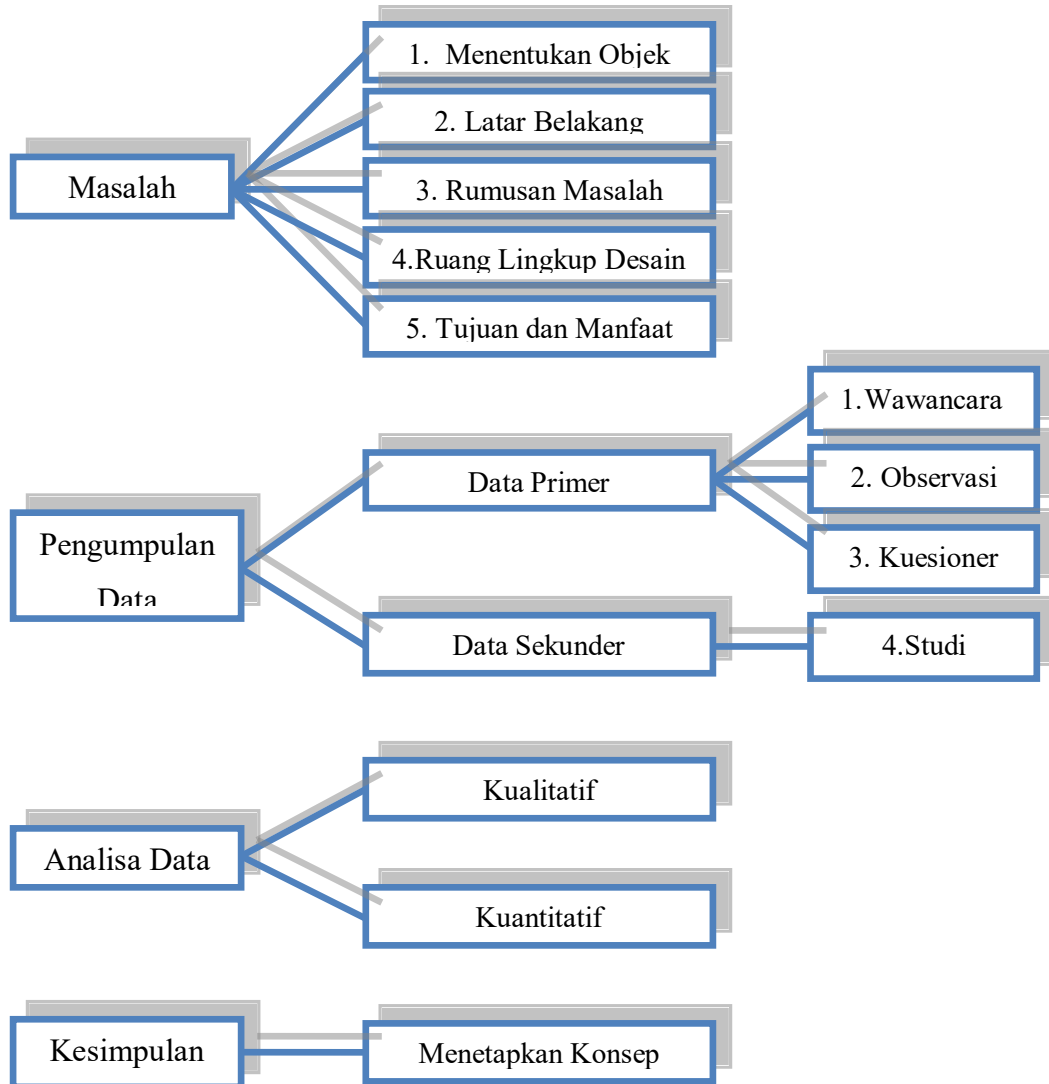 Masalah
1. Menentukan Objek
2. Latar Belakang
3. Rumusan Masalah
4.Ruang Lingkup Desain
5. Tujuan dan Manfaat
Pengumpulan
Data
Data Primer
1.Wawancara
2. Observasi
3. Kuesioner
Data Sekunder
4.Studi
Analisa Data
Kualitatif
Kuantitatif
Kesimpulan
Menetapkan Konsep